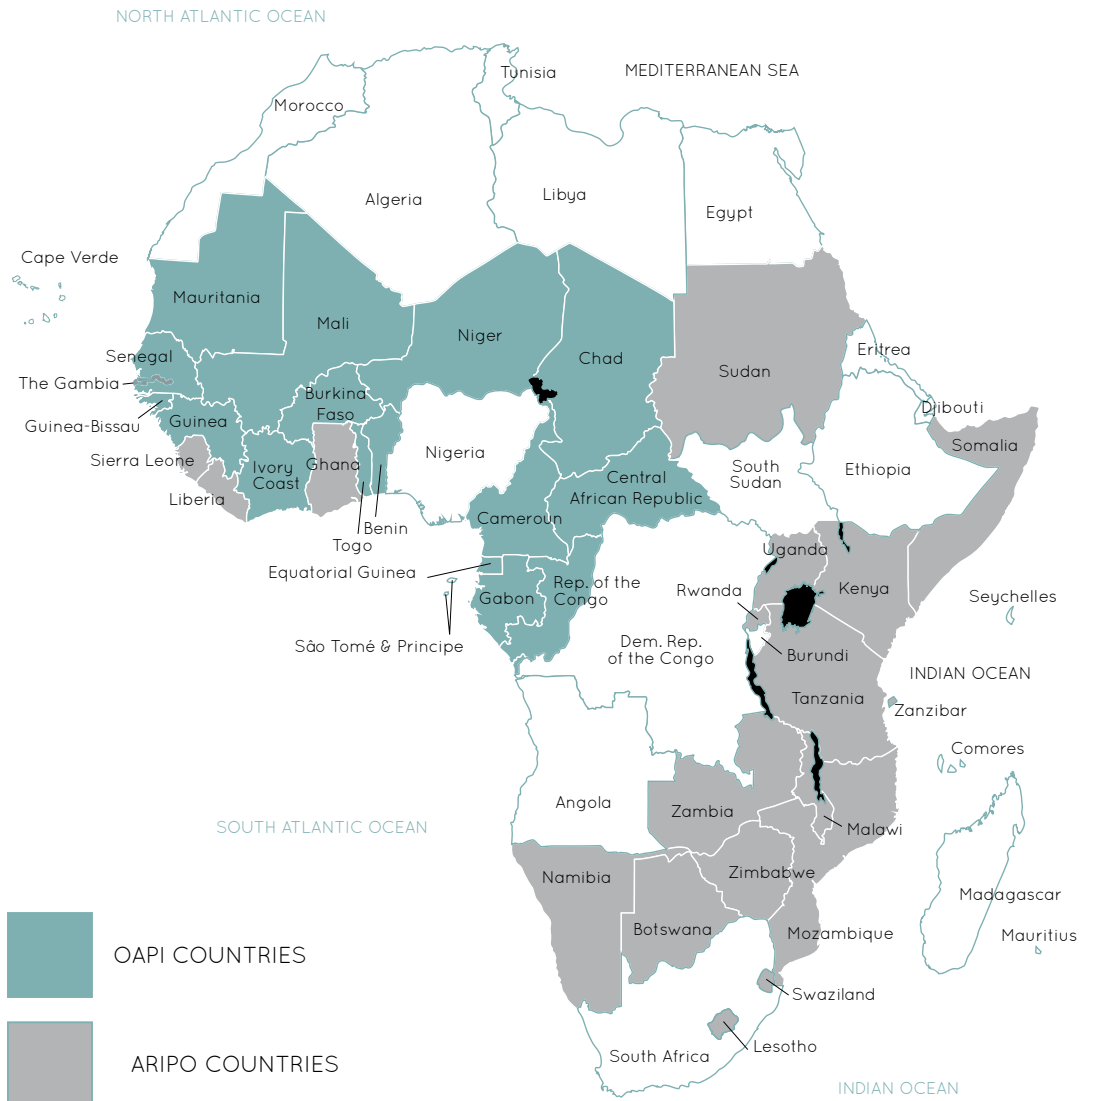 NORTH ATLANTIC OCEAN
Tunisia
MEDITERRANEAN SEA
Morocco
Algeria
Libya
Egypt
Cape Verde
Mauritania
Mali
Niger
Chad
Sudan
Eritrea
Senegal
The Gambia
Burkina
Faso
Djibouti
Guinea-Bissau
Guinea
Nigeria
Somalia
Sierra Leone
Ivory
Coast
Ghana
Central
African Republic
South
Sudan
Ethiopia
Liberia
Benin
Cameroun
Togo
Uganda
Equatorial Guinea
Gabon
Rep. of the
Congo
Rwanda
Kenya
Seychelles
Sâo Tomé & Principe
Dem. Rep.
of the Congo
Burundi
INDIAN OCEAN
Tanzania
Zanzibar
Comores
Angola
Zambia
SOUTH ATLANTIC OCEAN
Malawi
Namibia
Zimbabwe
Madagascar
Botswana
Mozambique
Mauritius
OAPI COUNTRIES
Swaziland
Lesotho
South Africa
ARIPO COUNTRIES
INDIAN OCEAN